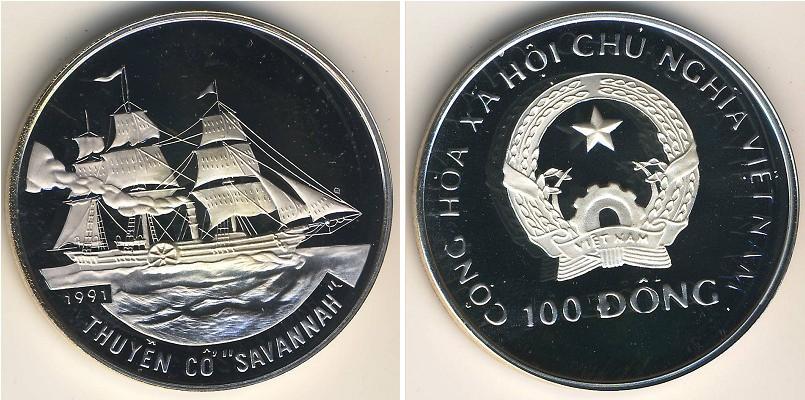 1991
THUYỀN CỔ "SAVANNAH"
CỘNG HÒA XÃ HỘI CHỦ NGHĨA VIỆT NAM
VIỆT NAM
100 ĐỒNG